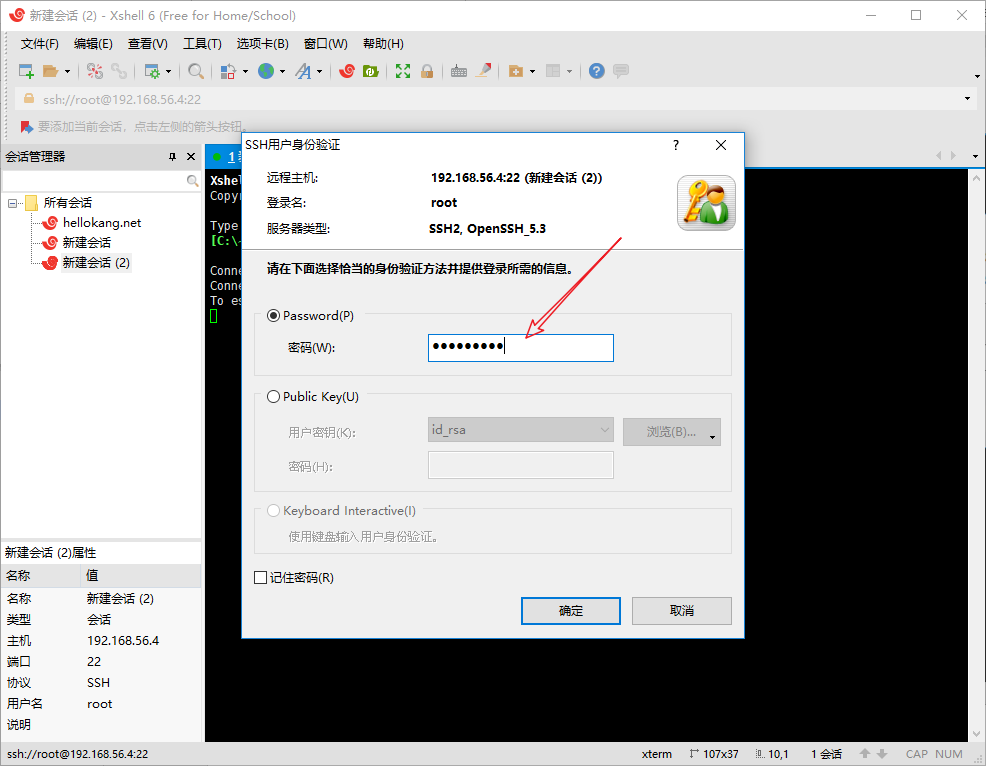 新建会话 (2) - Xshell 6 (Free for Home/School)
文件(F) 编辑(E) 查看(V) 工具(T) 选项卡(B) 窗口(W) 帮助(H)
ssh://root@192.168.56.4:22
要添加当前会话，点击左侧的箭头按钮。
会话管理器
1
所有会话
hellokang.net
新建会话
新建会话 (2)
Xshel
Copyr
Type
[C:\~
Conne
Conne
To es
SSH用户身份验证
远程主机: 192.168.56.4:22 (新建会话 (2))
登录名: root
服务器类型: SSH2, OpenSSH_5.3
请在下面选择恰当的身份验证方法并提供登录所需的信息。
Password(P)
密码(W): ●●●●●●●●●
Public Key(U)
用户密钥(K): id_rsa 浏览(B)...
密码(H):
Keyboard Interactive(I)
使用键盘输入用户身份验证。
记住密码(R)
确定 取消
新建会话 (2)属性
名称 值
名称 新建会话 (2)
类型 会话
主机 192.168.56.4
端口 22
协议 SSH
用户名 root
说明
ssh://root@192.168.56.4:22 xterm 107x37 10,1 1 会话 CAP NUM